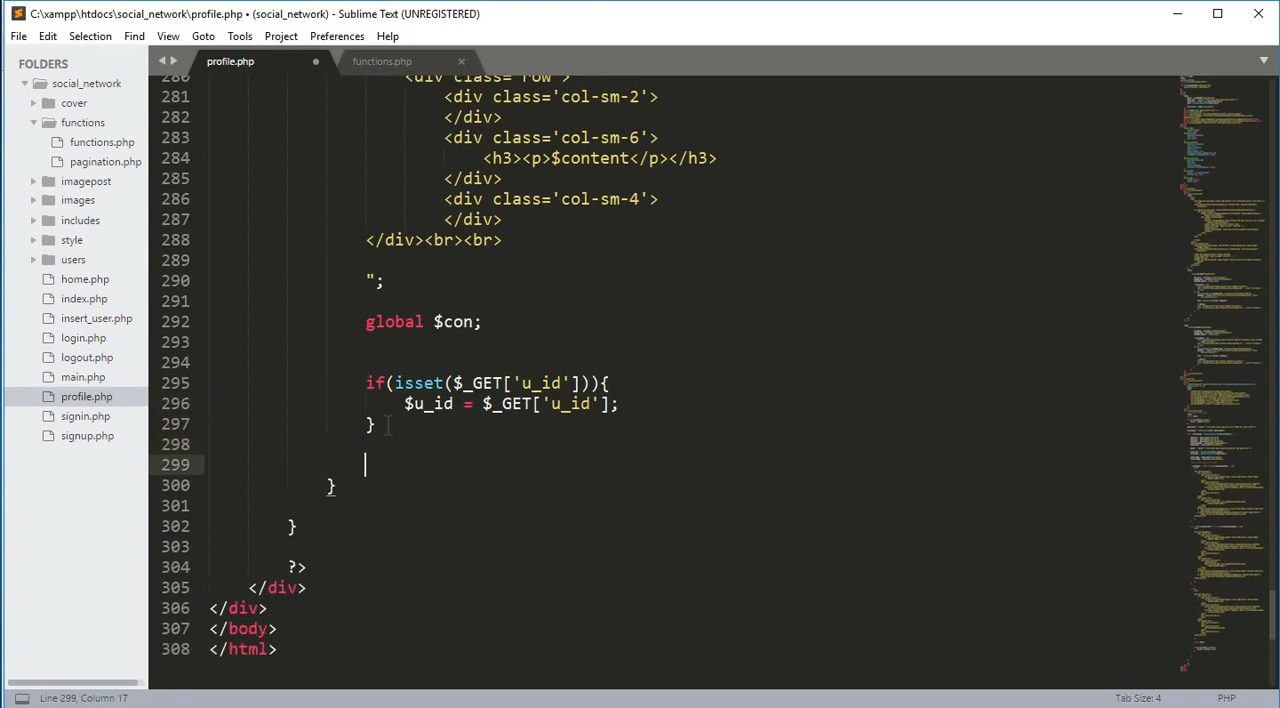 C:\xampp\htdocs\social_network\profile.php • (social_network) - Sublime Text (UNREGISTERED)
File Edit Selection Find View Goto Tools Project Preferences Help
FOLDERS
social_network
cover
functions
functions.php
pagination.php
imagepost
images
includes
style
users
home.php
index.php
insert_user.php
login.php
logout.php
main.php
profile.php
signin.php
signup.php
profile.php
functions.php
280 <div class='row'>
281 <div class='col-sm-2'>
282 </div>
283 <div class='col-sm-6'>
284 <h3><p>$content</p></h3>
285 </div>
286 <div class='col-sm-4'>
287 </div>
288 </div><br><br>
289
290 ";
291
292 global $con;
293
294
295 if(isset($_GET['u_id'])){
296 $u_id = $_GET['u_id'];
297 }
298
299
300 }
301
302 }
303
304 ?>
305 </div>
306 </div>
307 </body>
308 </html>
Line 299, Column 17
Tab Size: 4
PHP